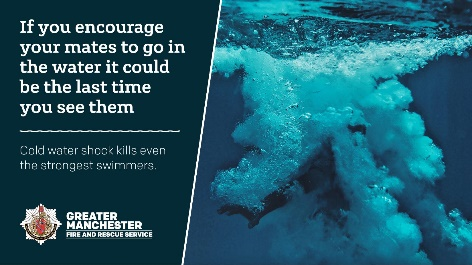 If you encourage
your mates to go in
the water it could
be the last time
you see them
Cold water shock kills even
the strongest swimmers.
GREATER
MANCHESTER
FIRE AND RESCUE SERVICE